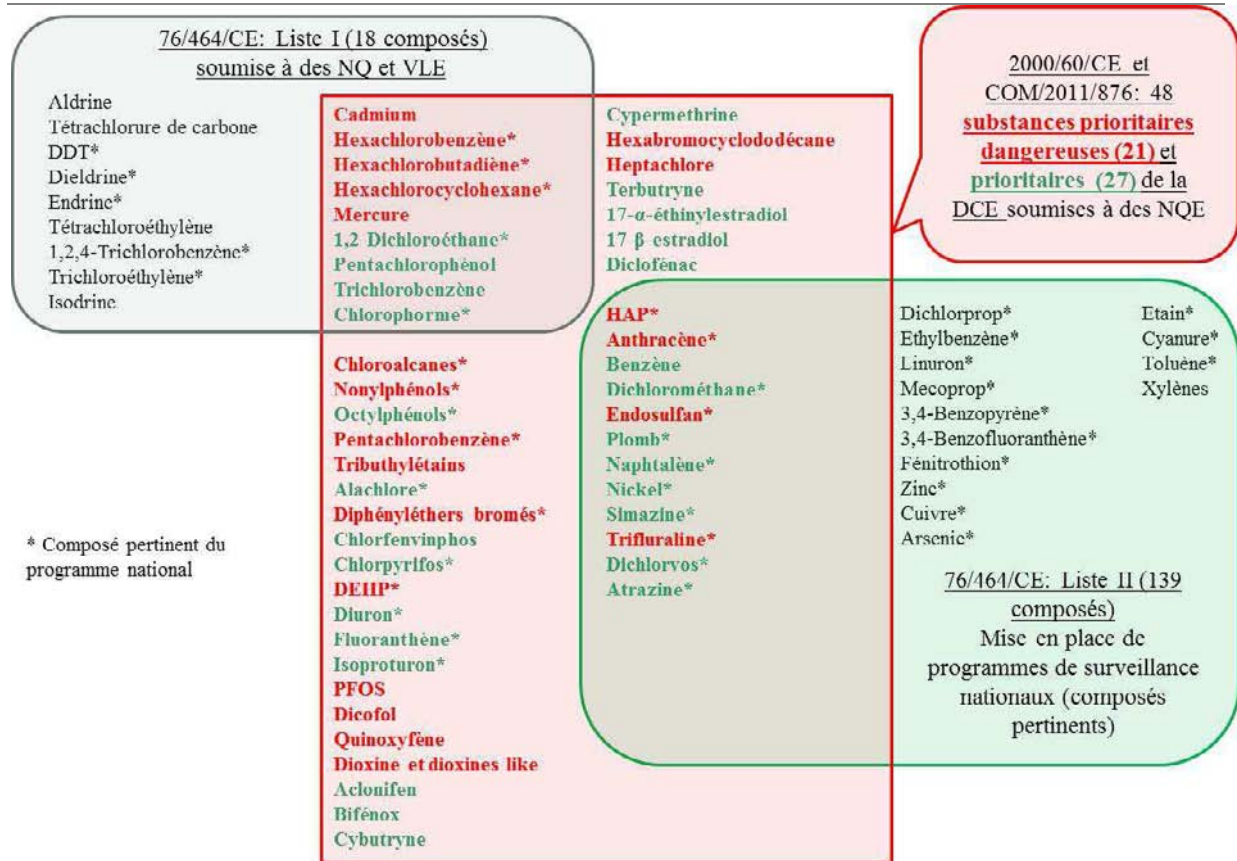 76/464/CE: Liste I (18 composés)
soumise à des NQ et VLE
Aldrine
Tétrachlorure de carbone
DDT*
Dieldrine*
Endrine*
Tétrachloroéthylène
1,2,4-Trichlorobenzène*
Trichloroéthylène*
Isodrine
Cadmium
Hexachlorobenzène*
Hexachlorobutadiène*
Hexachlorocyclohexane*
Mercure
1,2 Dichloroéthane*
Pentachlorophénol
Trichlorobenzène
Chlorophorme*
Chloroalcanes*
Nonylphénols*
Octylphénols*
Pentachlorobenzène*
Tributhylétains
Alachlore*
Diphényléthers bromés*
Chlorfenvinphos
Chlorpyrifos*
DEHP*
Diuron*
Fluoranthène*
Isoproturon*
PFOS
Dicofol
Quinoxyfène
Dioxine et dioxines like
Aclonifen
Bifénox
Cybutryne
Cypermethrine
Hexabromocyclododécane
Heptachlore
Terbutryne
17-α-éthinylestradiol
17 β estradiol
Diclofénac
HAP*
Anthracène*
Benzène
Dichlorométhane*
Endosulfan*
Plomb*
Naphtalène*
Nickel*
Simazine*
Trifluraline*
Dichlorvos*
Atrazine*
2000/60/CE et
COM/2011/876: 48
substances prioritaires
dangereuses (21) et
prioritaires (27) de la
DCE soumises à des NQE
Dichlorprop*
Ethylbenzène*
Linuron*
Mecoprop*
3,4-Benzopyrène*
3,4-Benzofluoranthène*
Fénitrothion*
Zinc*
Cuivre*
Arsenic*
Etain*
Cyanure*
Toluène*
Xylènes
76/464/CE: Liste II (139
composés)
Mise en place de
programmes de surveillance
nationaux (composés
pertinents)
* Composé pertinent du
programme national